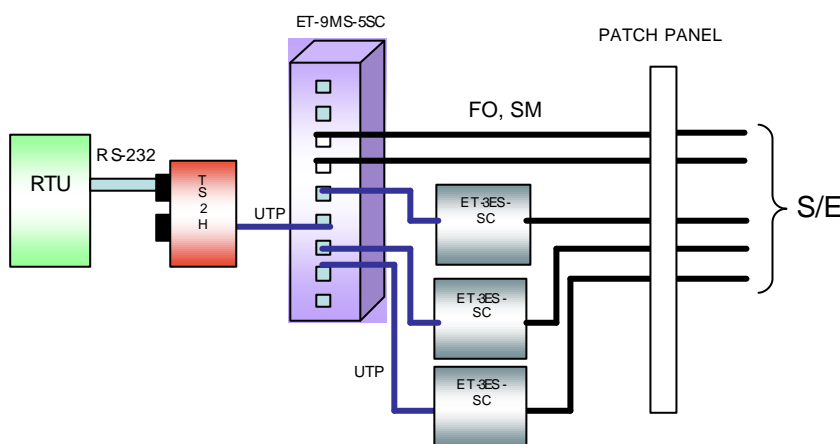 ET-9MS-5SC
PATCH PANEL
FO, SM
RS-232
RTU
TS2H
UTP
ET-3ES-
SC
S/E
ET-3ES-
SC
UTP
ET-3ES-
SC